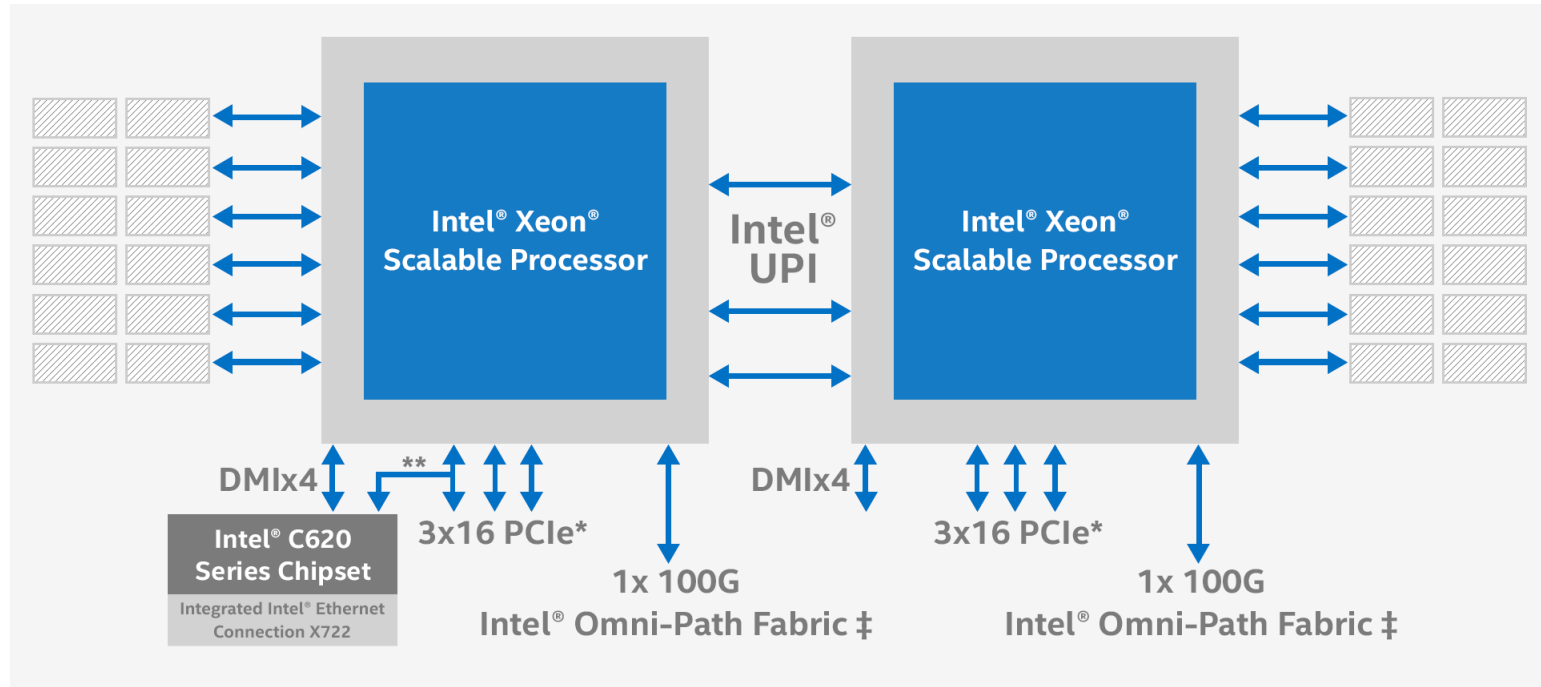 Intel® Xeon®
Scalable Processor
Intel®
UPI
Intel® Xeon®
Scalable Processor
DMIx4
**
3x16 PCIe*
Intel® C620
Series Chipset
Integrated Intel® Ethernet
Connection X722
1x 100G
Intel® Omni-Path Fabric ‡
DMIx4
3x16 PCIe*
1x 100G
Intel® Omni-Path Fabric ‡